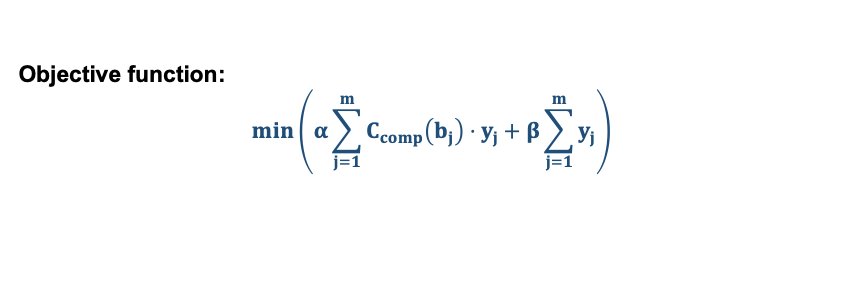 Objective function:
min(α ∑_{j=1}^{m} C_comp(b_j) · y_j + β ∑_{j=1}^{m} y_j)